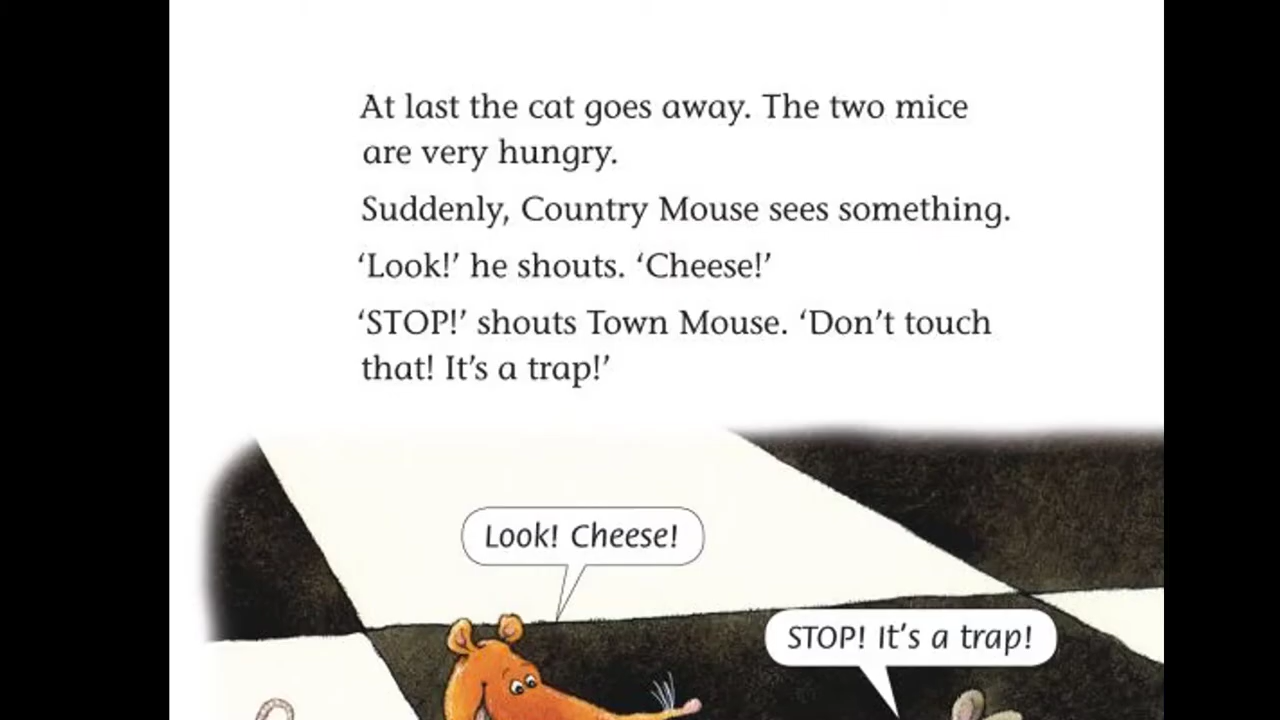 At last the cat goes away. The two mice
are very hungry.
Suddenly, Country Mouse sees something.
‘Look!’ he shouts. ‘Cheese!’
‘STOP!’ shouts Town Mouse. ‘Don’t touch
that! It’s a trap!’
Look! Cheese!
STOP! It’s a trap!